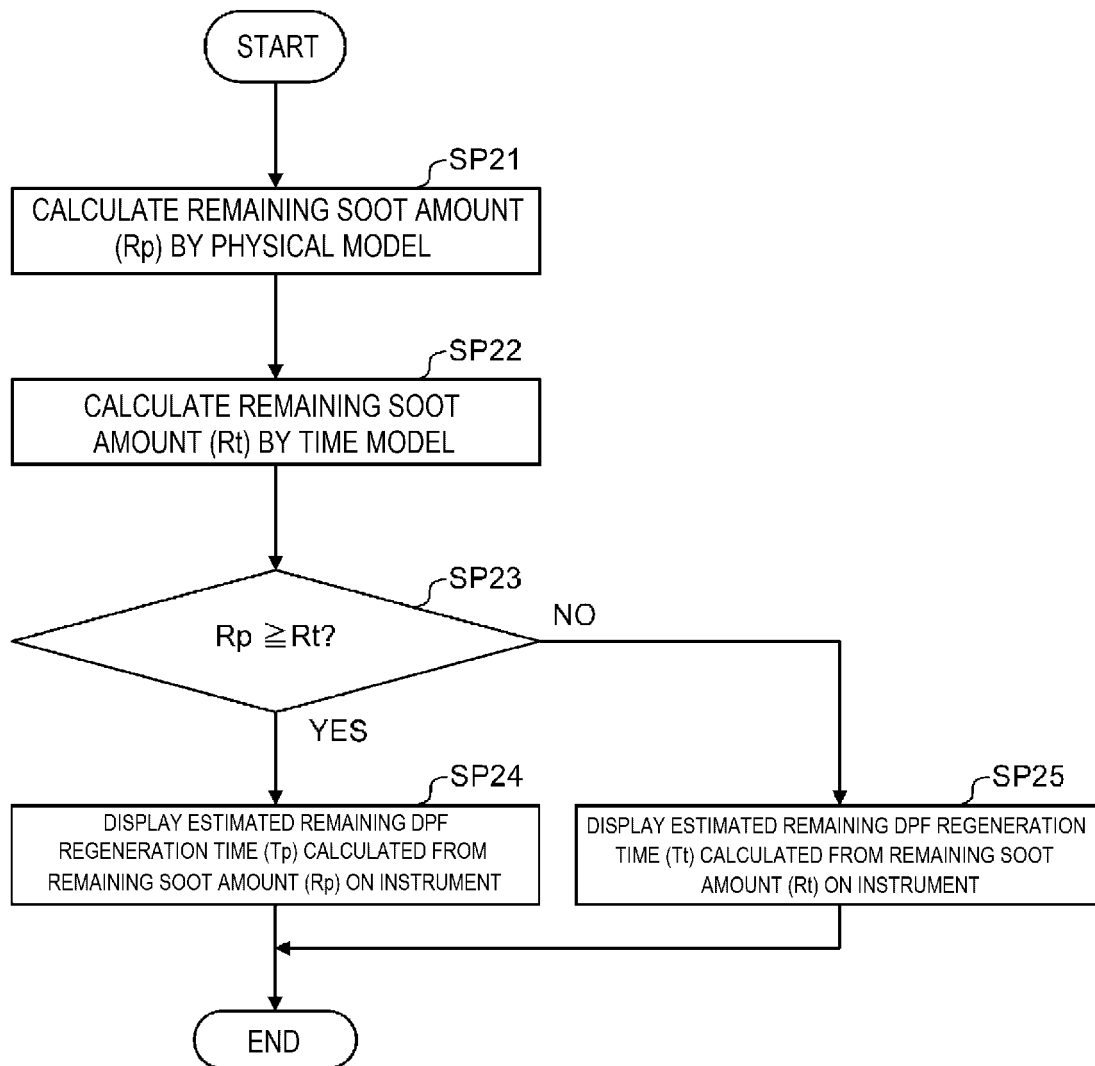 START
SP21
CALCULATE REMAINING SOOT AMOUNT
(Rp) BY PHYSICAL MODEL
SP22
CALCULATE REMAINING SOOT
AMOUNT (Rt) BY TIME MODEL
SP23
Rp ≧Rt?
NO
YES
SP24
DISPLAY ESTIMATED REMAINING DPF
REGENERATION TIME (Tp) CALCULATED FROM
REMAINING SOOT AMOUNT (Rp) ON INSTRUMENT
SP25
DISPLAY ESTIMATED REMAINING DPF REGENERATION
TIME (Tt) CALCULATED FROM REMAINING SOOT
AMOUNT (Rt) ON INSTRUMENT
END